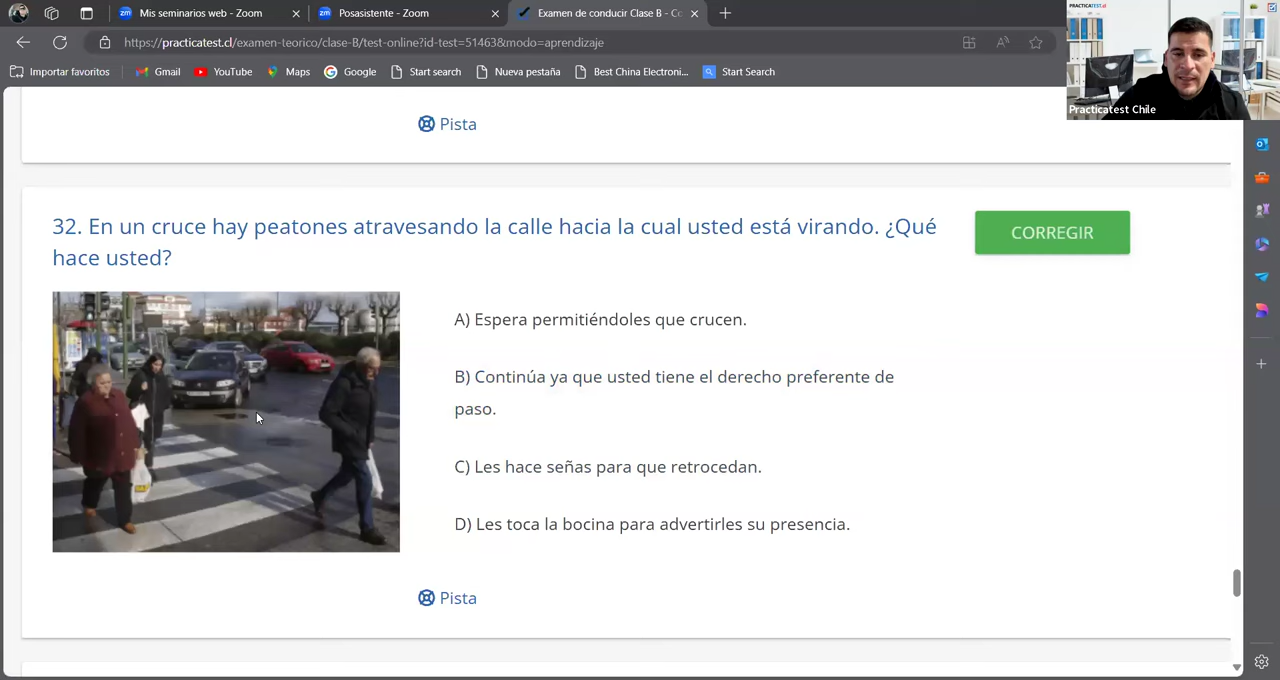 Mis seminarios web - Zoom
Posasistente - Zoom
Examen de conducir Clase B - Co
https://practicatest.cl/examen-teorico/clase-B/test-online?id-test=51463&modo=aprendizaje
Importar favoritos
Gmail
YouTube
Maps
Google
Start search
Nueva pestaña
Best China Electroni...
Start Search
PRACTICATEST.cl
Practicatest Chile
Pista
32. En un cruce hay peatones atravesando la calle hacia la cual usted está virando. ¿Qué
hace usted?
CORREGIR
A) Espera permitiéndoles que crucen.
B) Continúa ya que usted tiene el derecho preferente de
paso.
C) Les hace señas para que retrocedan.
D) Les toca la bocina para advertirles su presencia.
Pista